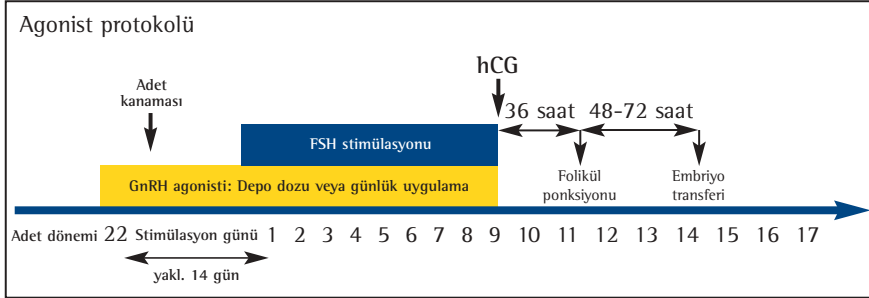 Agonist protokolü
hCG
Adet
kanaması
36 saat 48-72 saat
FSH stimülasyonu
GnRH agonisti: Depo dozu veya günlük uygulama
Folikül
ponksiyonu
Embriyo
transferi
Adet dönemi 22 Stimülasyon günü 1 2 3 4 5 6 7 8 9 10 11 12 13 14 15 16 17
yakl. 14 gün